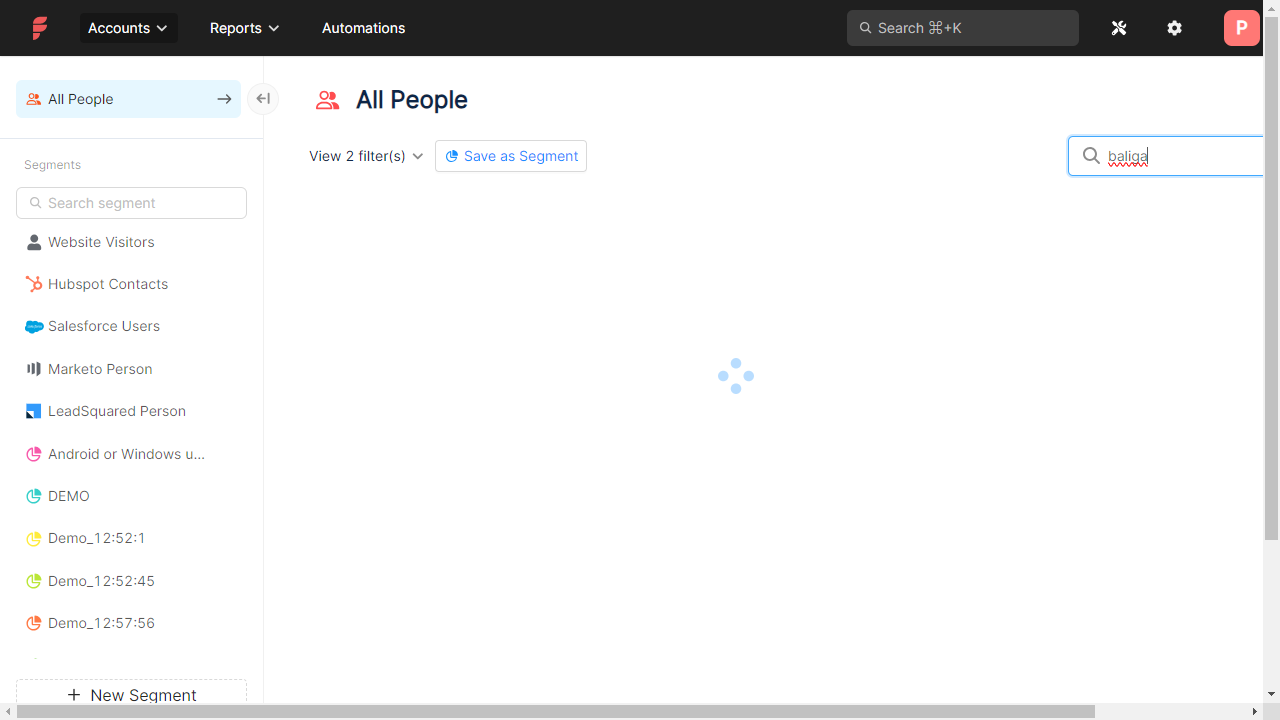 Accounts
Reports
Automations
Search ⌘+K
P
All People
All People
View 2 filter(s)
Save as Segment
baliga
Segments
Search segment
Website Visitors
Hubspot Contacts
Salesforce Users
Marketo Person
LeadSquared Person
Android or Windows u...
DEMO
Demo_12:52:1
Demo_12:52:45
Demo_12:57:56
New Segment